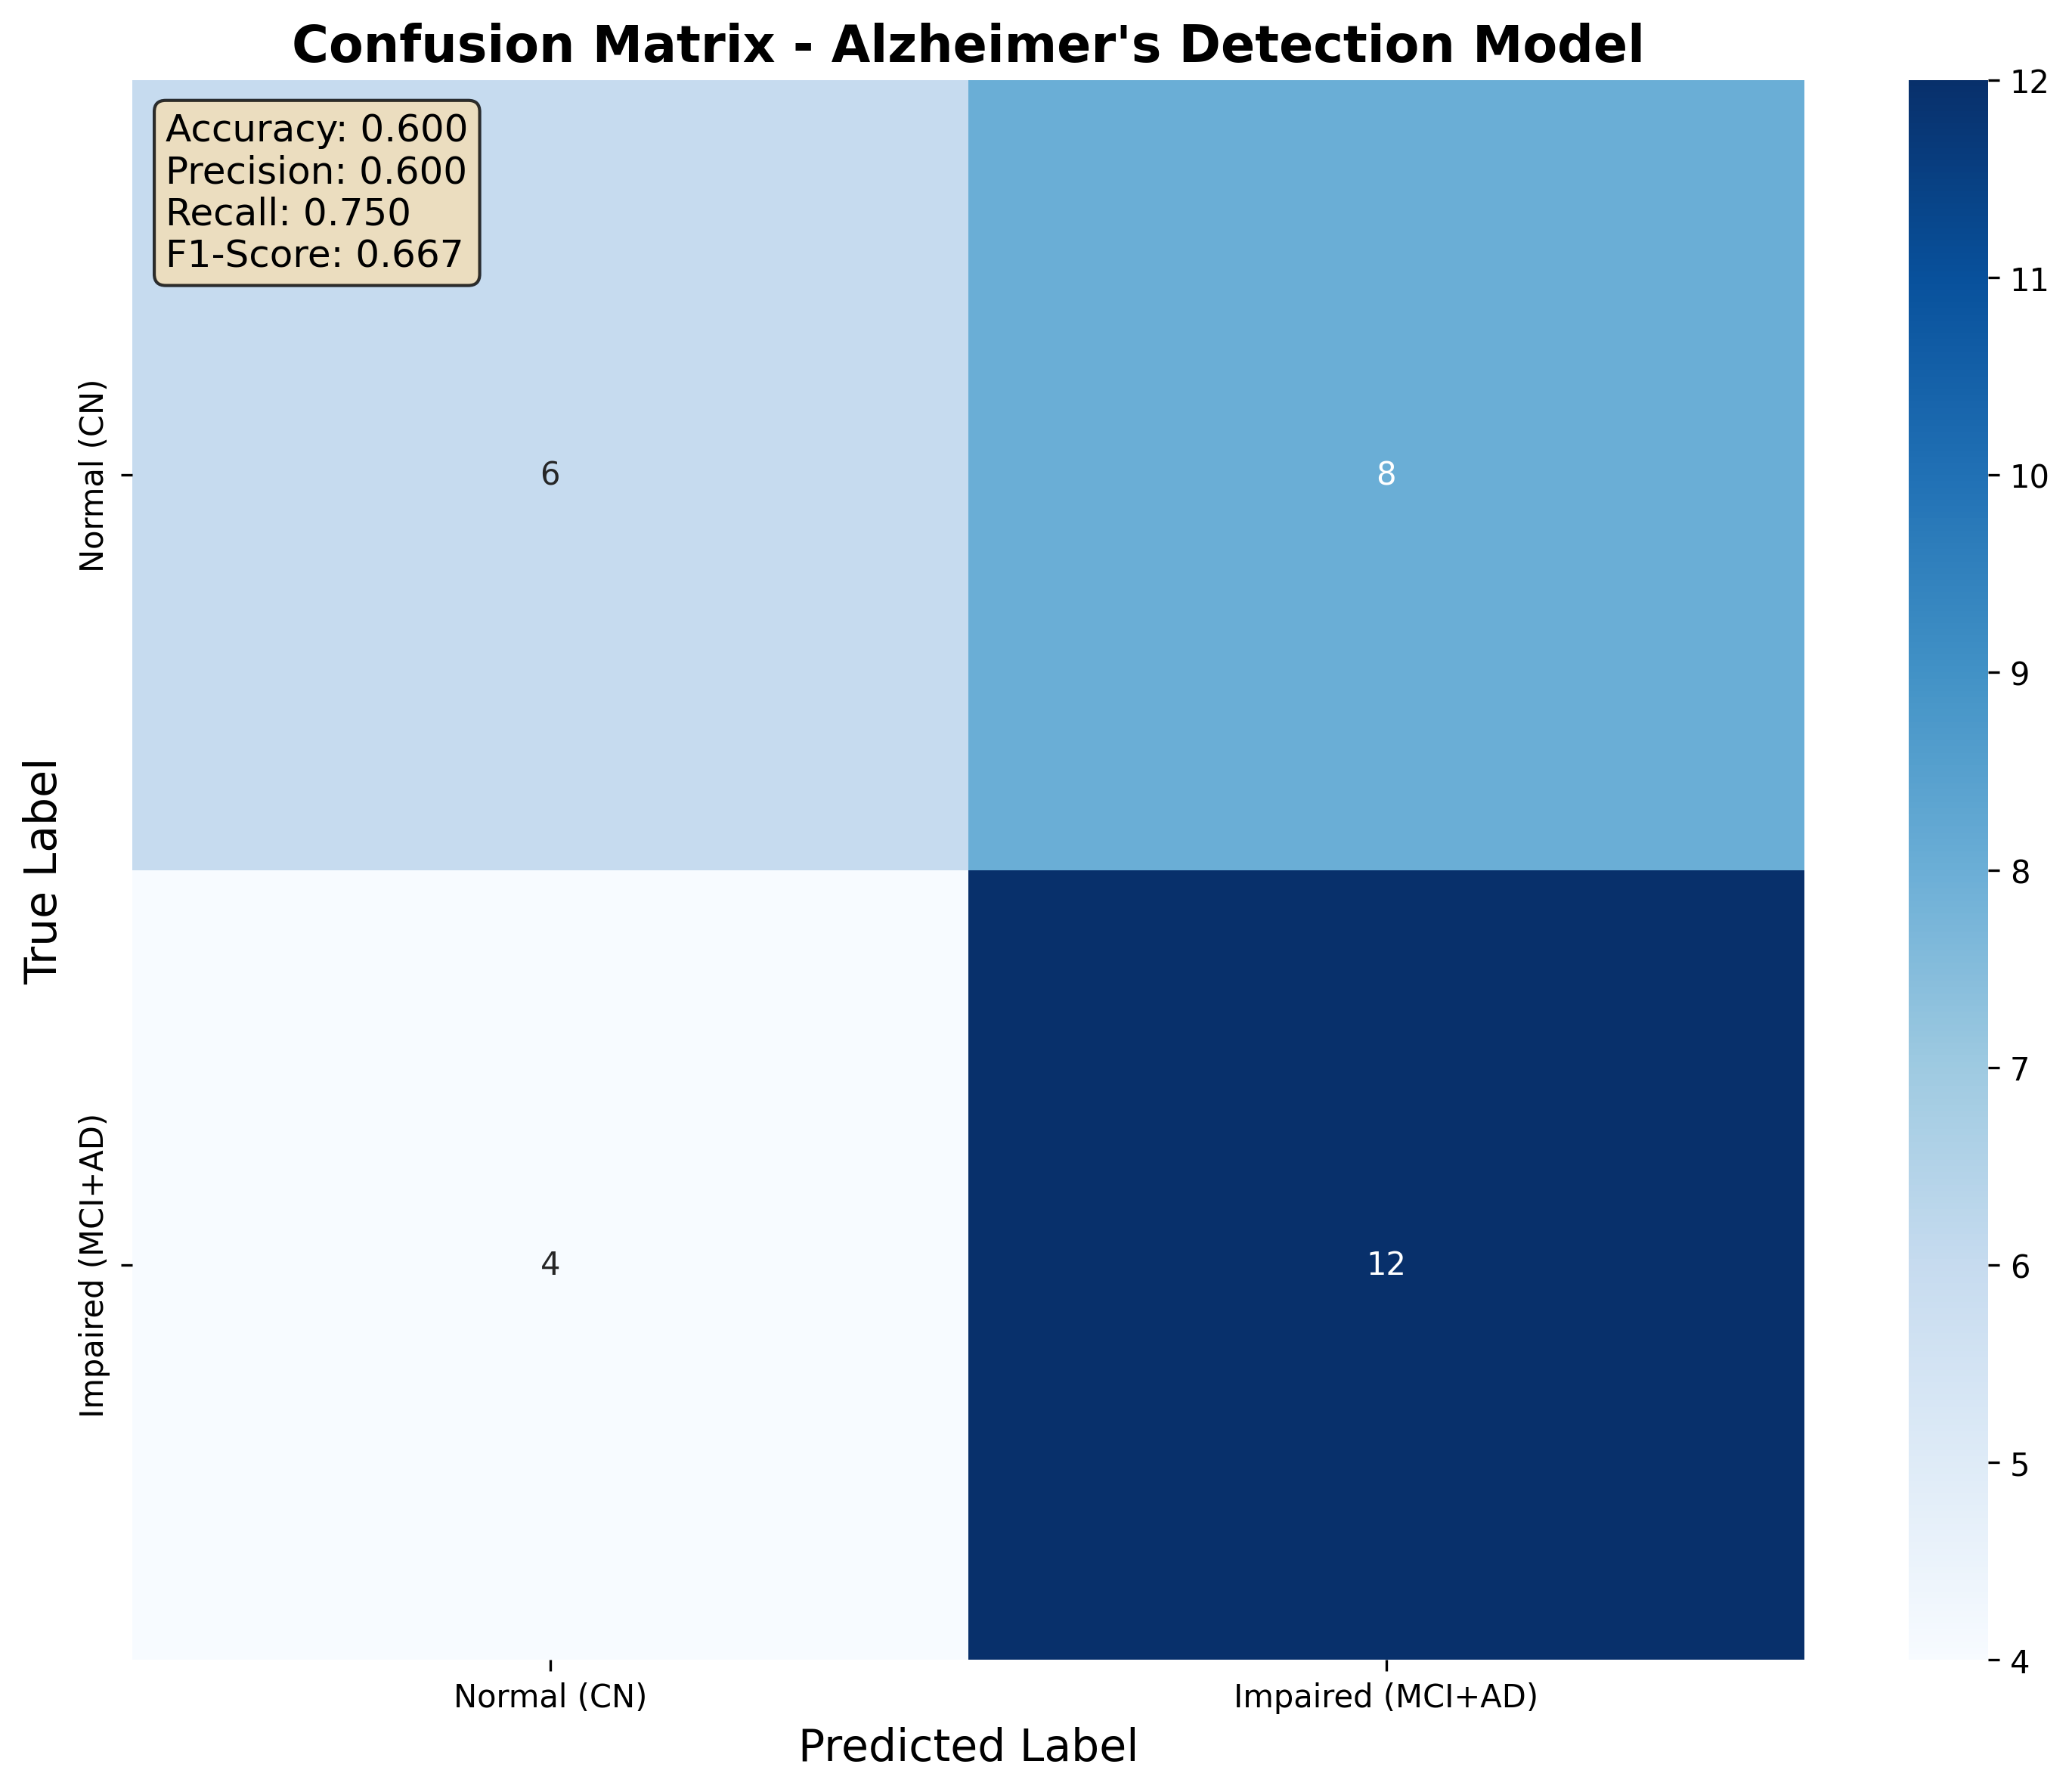 Confusion Matrix - Alzheimer's Detection Model
Accuracy: 0.600
Precision: 0.600
Recall: 0.750
F1-Score: 0.667
True Label
Normal (CN)
6
8
Impaired (MCI+AD)
4
12
Normal (CN)
Impaired (MCI+AD)
Predicted Label
12
11
10
9
8
7
6
5
4